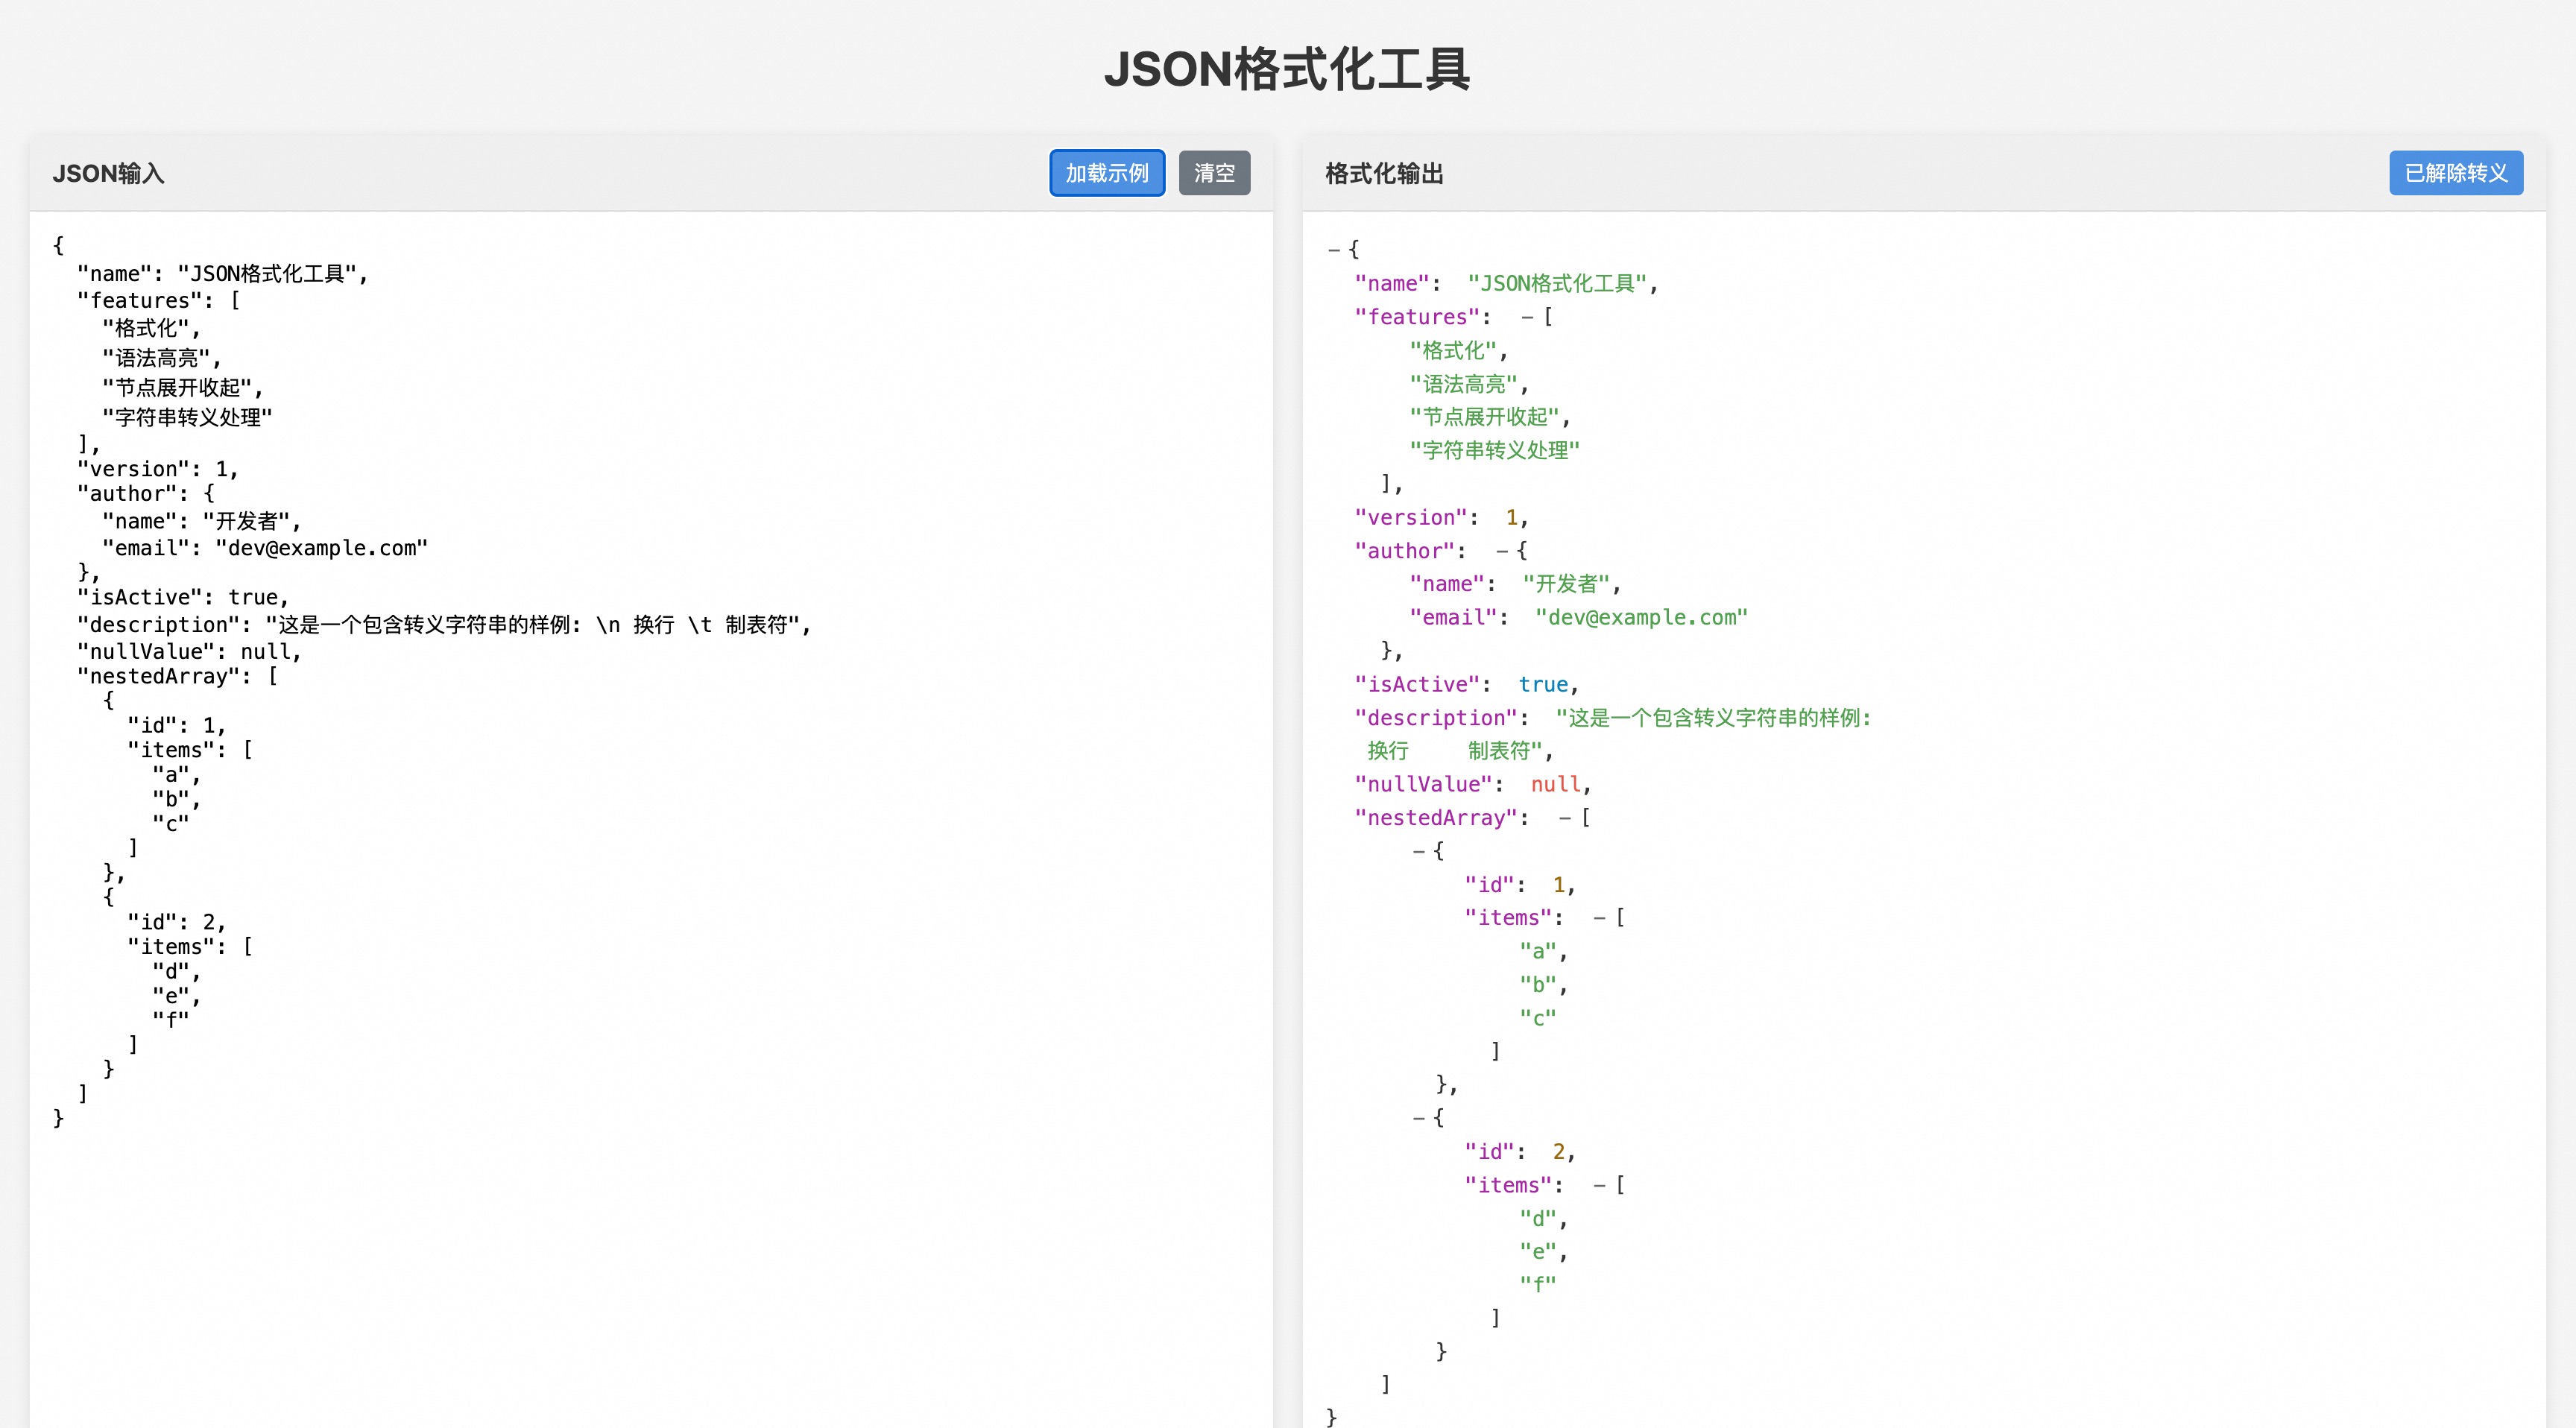 JSON格式化工具
JSON输入
加载示例
清空
{
  "name": "JSON格式化工具",
  "features": [
    "格式化",
    "语法高亮",
    "节点展开收起",
    "字符串转义处理"
  ],
  "version": 1,
  "author": {
    "name": "开发者",
    "email": "dev@example.com"
  },
  "isActive": true,
  "description": "这是一个包含转义字符串的样例: \n 换行 \t 制表符",
  "nullValue": null,
  "nestedArray": [
    {
      "id": 1,
      "items": [
        "a",
        "b",
        "c"
      ]
    },
    {
      "id": 2,
      "items": [
        "d",
        "e",
        "f"
      ]
    }
  ]
}
格式化输出
已解除转义
− {
  "name": "JSON格式化工具",
  "features": − [
    "格式化",
    "语法高亮",
    "节点展开收起",
    "字符串转义处理"
  ],
  "version": 1,
  "author": − {
    "name": "开发者",
    "email": "dev@example.com"
  },
  "isActive": true,
  "description": "这是一个包含转义字符串的样例:
   换行     制表符",
  "nullValue": null,
  "nestedArray": − [
    − {
      "id": 1,
      "items": − [
        "a",
        "b",
        "c"
      ]
    },
    − {
      "id": 2,
      "items": − [
        "d",
        "e",
        "f"
      ]
    }
  ]
}